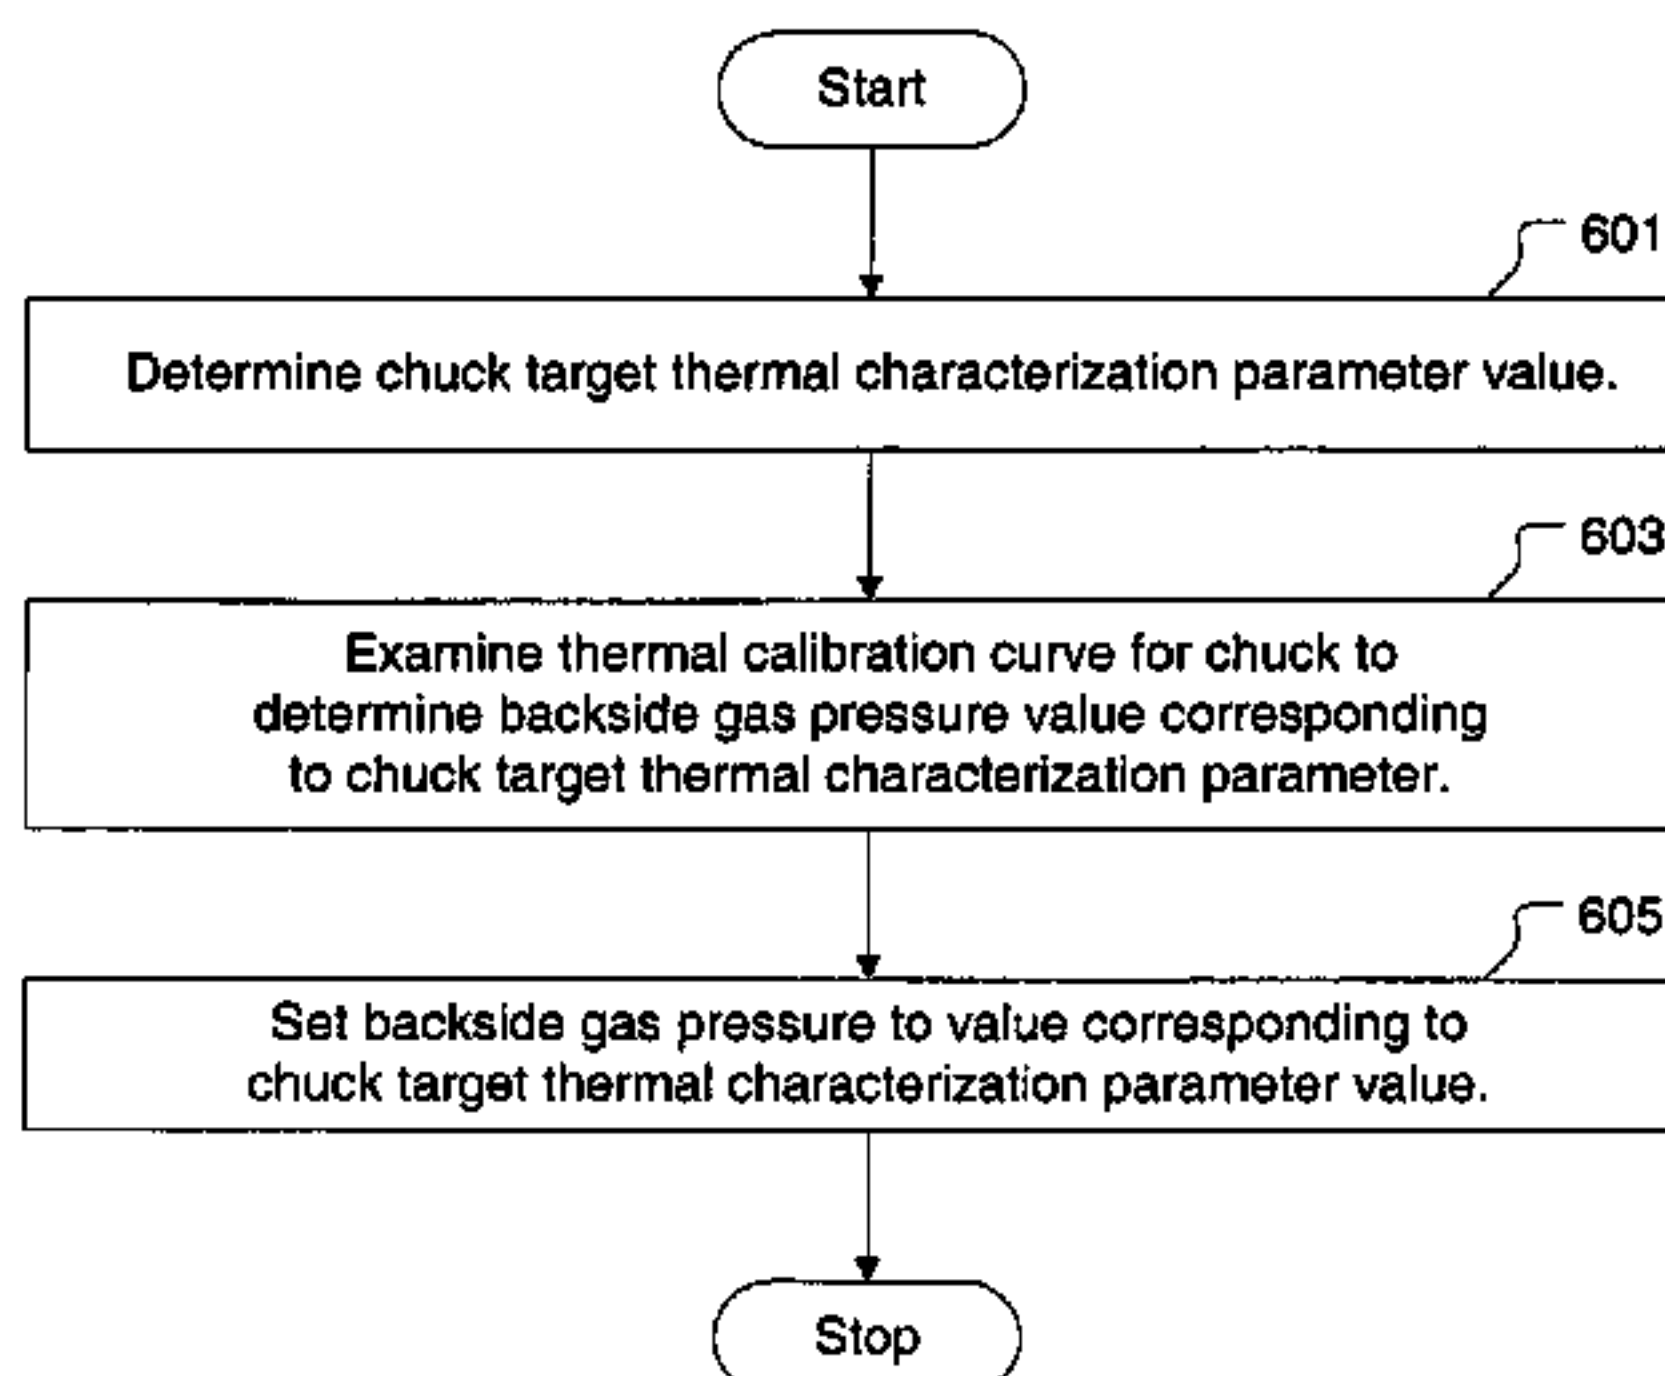 Start
601
Determine chuck target thermal characterization parameter value.
603
Examine thermal calibration curve for chuck to
determine backside gas pressure value corresponding
to chuck target thermal characterization parameter.
605
Set backside gas pressure to value corresponding to
chuck target thermal characterization parameter value.
Stop